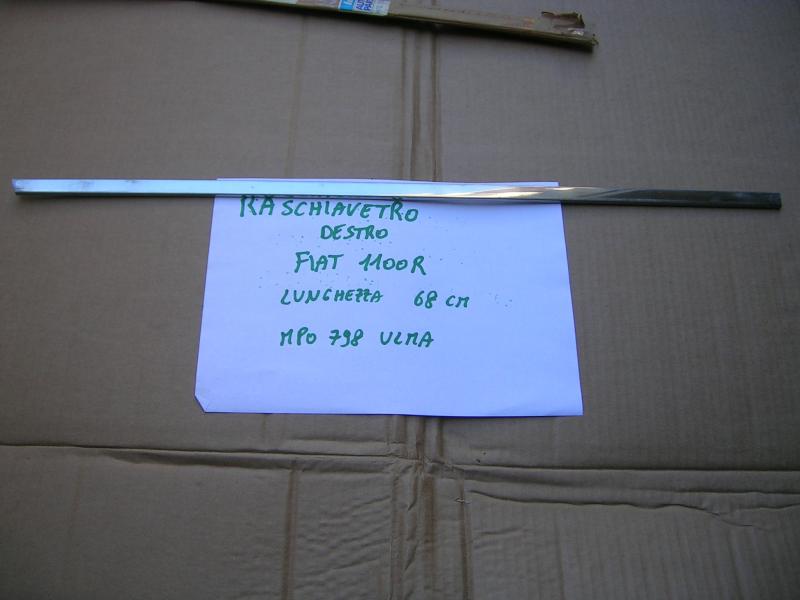 RASCHIAVETRO
DESTRO
FIAT 1100R
LUNGHEZZA 68 CM
MPO 798 ULMA